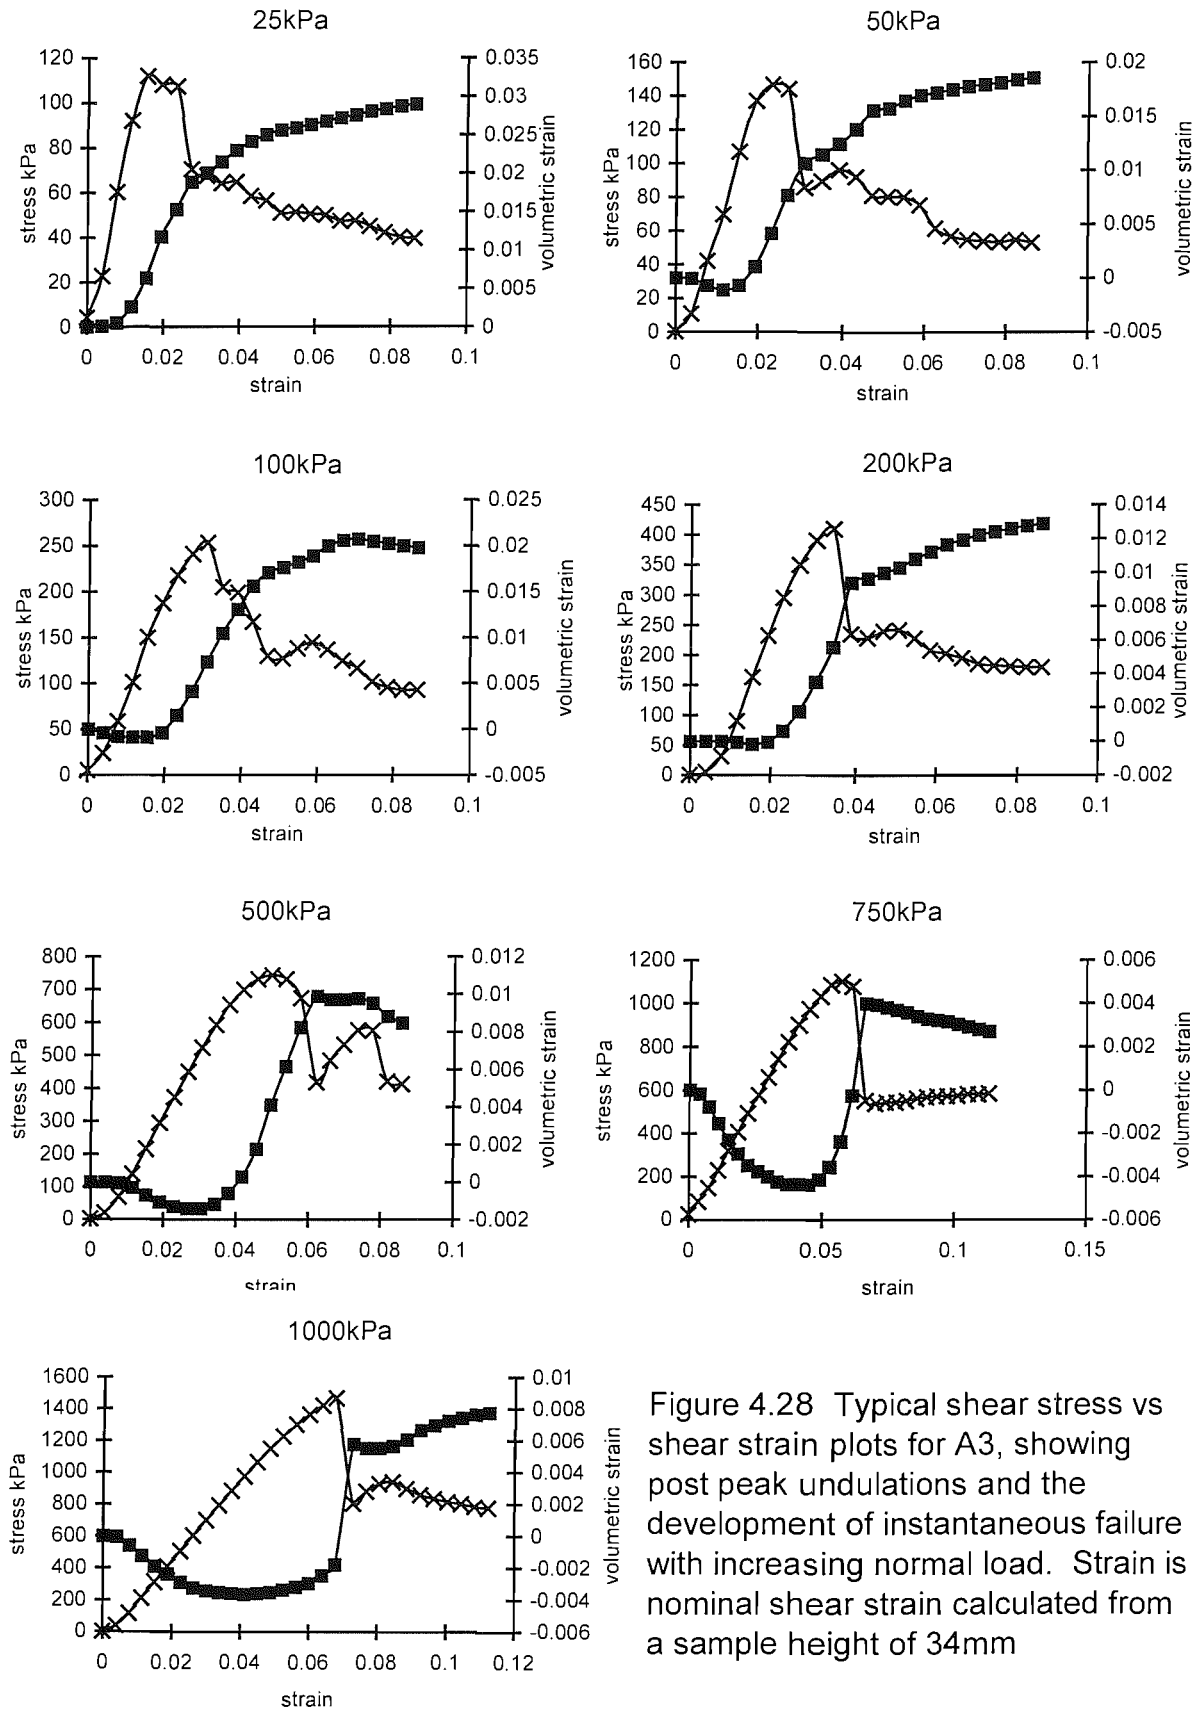 25kPa
120
100
80
60
40
20
0
stress kPa
0.035
0.03
0.025
0.02
0.015
0.01
0.005
0
volumetric strain
0 0.02 0.04 0.06 0.08 0.1
strain
50kPa
160
140
120
100
80
60
40
20
0
stress kPa
0.02
0.015
0.01
0.005
0
-0.005
volumetric strain
0 0.02 0.04 0.06 0.08 0.1
strain
100kPa
300
250
200
150
100
50
0
stress kPa
0.025
0.02
0.015
0.01
0.005
0
-0.005
volumetric strain
0 0.02 0.04 0.06 0.08 0.1
strain
200kPa
450
400
350
300
250
200
150
100
50
0
stress kPa
0.014
0.012
0.01
0.008
0.006
0.004
0.002
0
-0.002
volumetric strain
0 0.02 0.04 0.06 0.08 0.1
strain
500kPa
800
700
600
500
400
300
200
100
0
stress kPa
0.012
0.01
0.008
0.006
0.004
0.002
0
-0.002
volumetric strain
0 0.02 0.04 0.06 0.08 0.1
strain
750kPa
1200
1000
800
600
400
200
0
stress kPa
0.006
0.004
0.002
0
-0.002
-0.004
-0.006
volumetric strain
0 0.05 0.1 0.15
strain
1000kPa
1600
1400
1200
1000
800
600
400
200
0
stress kPa
0.01
0.008
0.006
0.004
0.002
0
-0.002
-0.004
-0.006
volumetric strain
0 0.02 0.04 0.06 0.08 0.1 0.12
strain
Figure 4.28 Typical shear stress vs
shear strain plots for A3, showing
post peak undulations and the
development of instantaneous failure
with increasing normal load. Strain is
nominal shear strain calculated from
a sample height of 34mm